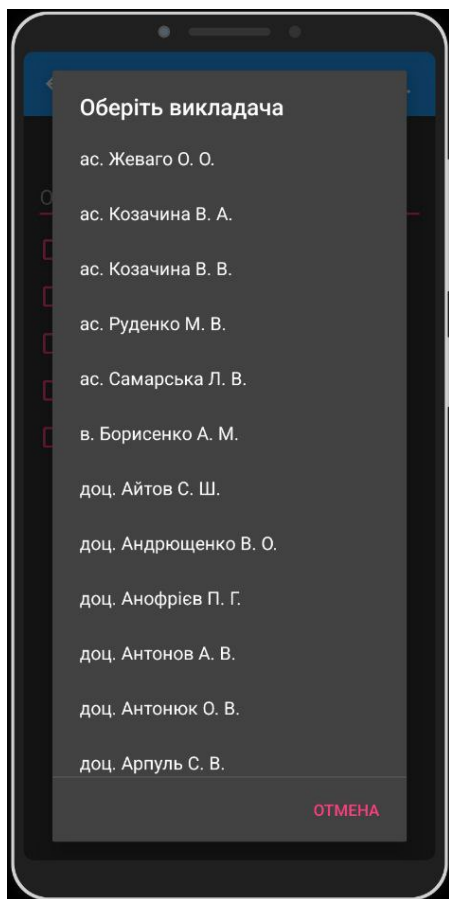 Оберіть викладача
ас. Жеваго О. О.
ас. Козачина В. А.
ас. Козачина В. В.
ас. Руденко М. В.
ас. Самарська Л. В.
в. Борисенко А. М.
доц. Айтов С. Ш.
доц. Андрющенко В. О.
доц. Анофрієв П. Г.
доц. Антонов А. В.
доц. Антонюк О. В.
доц. Арпуль С. В.
ОТМЕНА